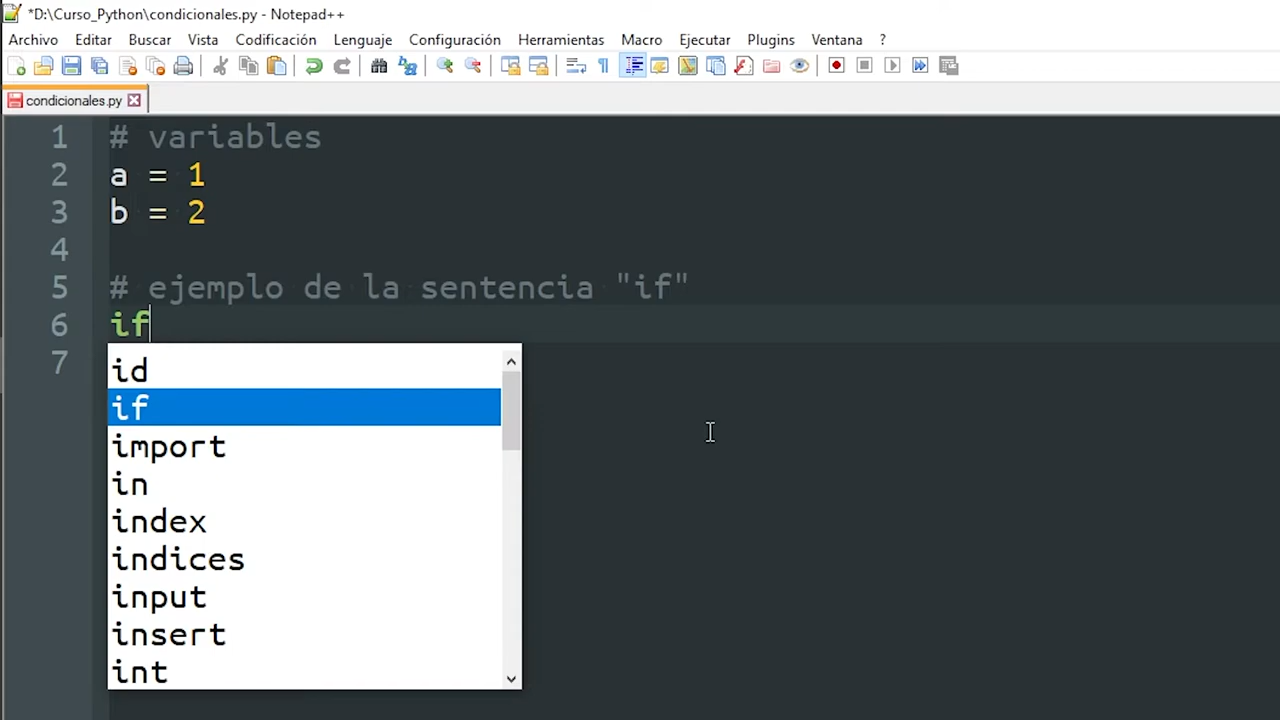 *D:\Curso_Python\condicionales.py - Notepad++
Archivo Editar Buscar Vista Codificación Lenguaje Configuración Herramientas Macro Ejecutar Plugins Ventana ?
condicionales.py
1 # variables
2 a = 1
3 b = 2
4
5 # ejemplo de la sentencia "if"
6 if
7
id
if
import
in
index
indices
input
insert
int